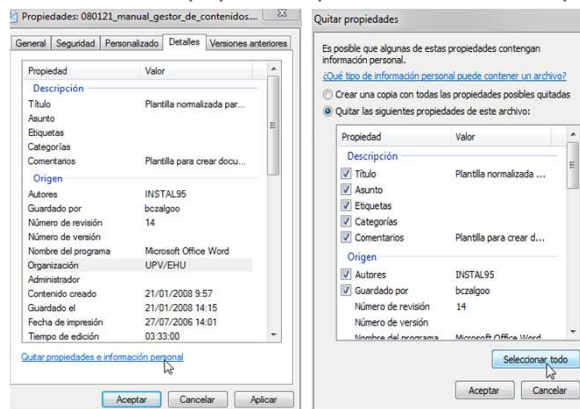 Propiedades: 080121_manual_gestor_de_contenidos....
General Seguridad Personalizado Detalles Versiones anteriores
Propiedad Valor
Descripción
Título Plantilla normalizada par...
Asunto
Etiquetas
Categorías
Comentarios Plantilla para crear docu...
Origen
Autores INSTAL95
Guardado por bczalgoo
Número de revisión 14
Número de versión
Nombre del programa Microsoft Office Word
Organización UPV/EHU
Administrador
Contenido creado 21/01/2008 9:57
Guardado el 21/01/2008 14:15
Fecha de impresión 27/07/2006 14:01
Tiempo de edición 03:33:00
Quitar propiedades e información personal
Aceptar Cancelar Aplicar
Quitar propiedades
Es posible que algunas de estas propiedades contengan
información personal.
¿Qué tipo de información personal puede contener un archivo?
Crear una copia con todas las propiedades posibles quitadas
Quitar las siguientes propiedades de este archivo:
Propiedad Valor
Descripción
Título Plantilla normalizada ...
Asunto
Etiquetas
Categorías
Comentarios Plantilla para crear d...
Origen
Autores INSTAL95
Guardado por bczalgoo
Número de revisión 14
Número de versión
Nombre del programa Microsoft Office Word
Seleccionar todo
Aceptar Cancelar